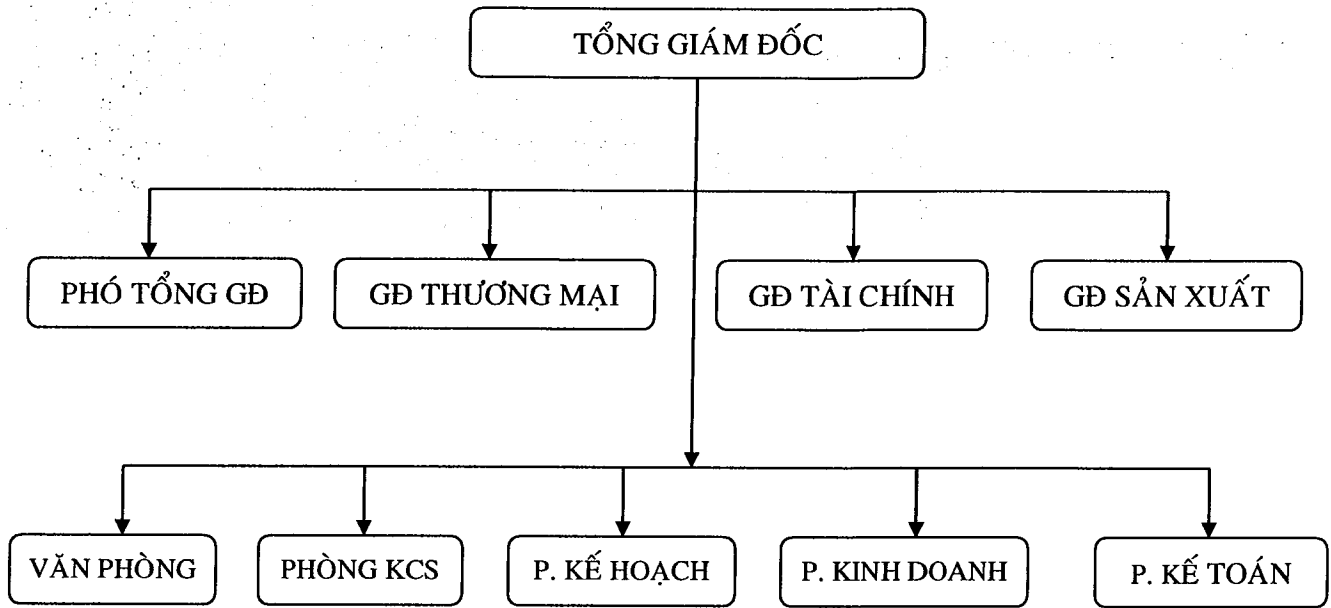 TỔNG GIÁM ĐỐC
PHÓ TỔNG GĐ
GĐ THƯƠNG MẠI
GĐ TÀI CHÍNH
GĐ SẢN XUẤT
VĂN PHÒNG
PHÒNG KCS
P. KẾ HOẠCH
P. KINH DOANH
P. KẾ TOÁN